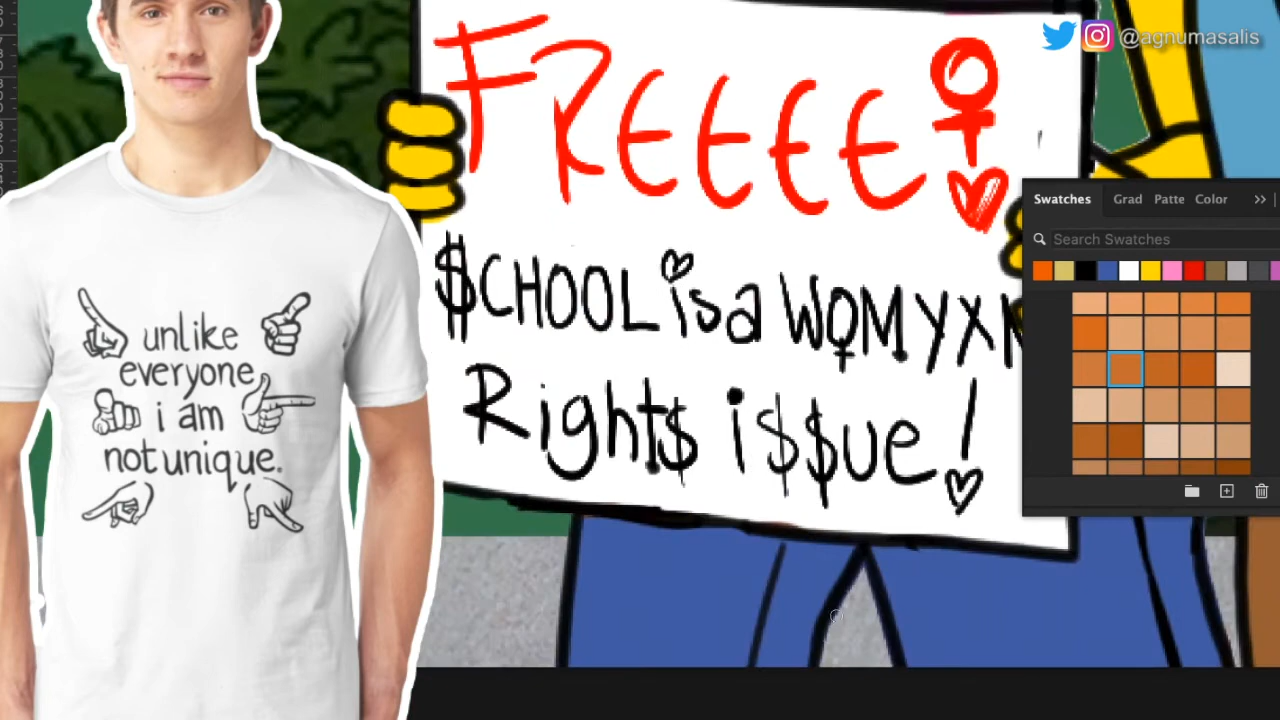 @agnumasalis
FREEEE
$CHOOL is a WOMYXN
Right$ i$$ue!
unlike
everyone
i am
not unique.
Swatches Grad Patte Color
Search Swatches